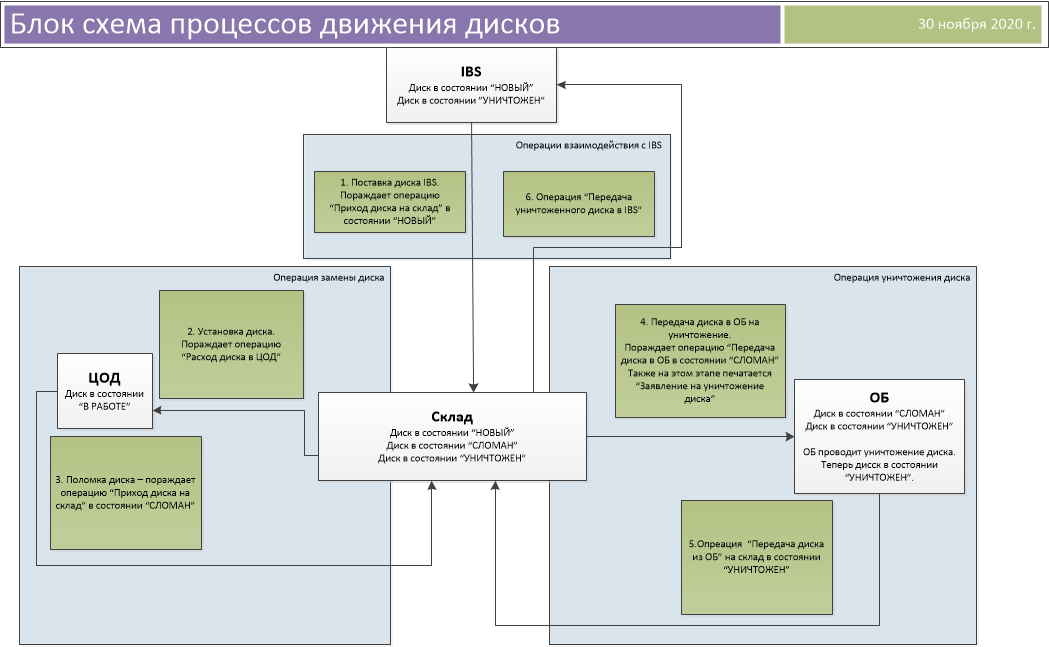 Блок схема процессов движения дисков
30 ноября 2020 г.
IBS
Диск в состоянии “НОВЫЙ”
Диск в состоянии “УНИЧТОЖЕН”
Операции взаимодействия с IBS
1. Поставка диска IBS.
Пораждает операцию
“Приход диска на склад” в
состоянии “НОВЫЙ”
6. Операция “Передача
уничтоженного диска в IBS”
Операция замены диска
2. Установка диска.
Пораждает операцию
“Расход диска в ЦОД”
ЦОД
Диск в состоянии
“В РАБОТЕ”
3. Поломка диска – пораждает
операцию “Приход диска на
склад” в состоянии “СЛОМАН”
Склад
Диск в состоянии “НОВЫЙ”
Диск в состоянии “СЛОМАН”
Диск в состоянии “УНИЧТОЖЕН”
Операция уничтожения диска
4. Передача диска в ОБ на
уничтожение.
Пораждает операцию “Передача
диска в ОБ в состоянии “СЛОМАН”
Также на этом этапе печатается
“Заявление на уничтожение
диска”
ОБ
Диск в состоянии “СЛОМАН”
Диск в состоянии “УНИЧТОЖЕН”
ОБ проводит уничтожение диска.
Теперь дисск в состоянии
“УНИЧТОЖЕН”.
5.Опреация “Передача диска
из ОБ” на склад в состоянии
“УНИЧТОЖЕН”